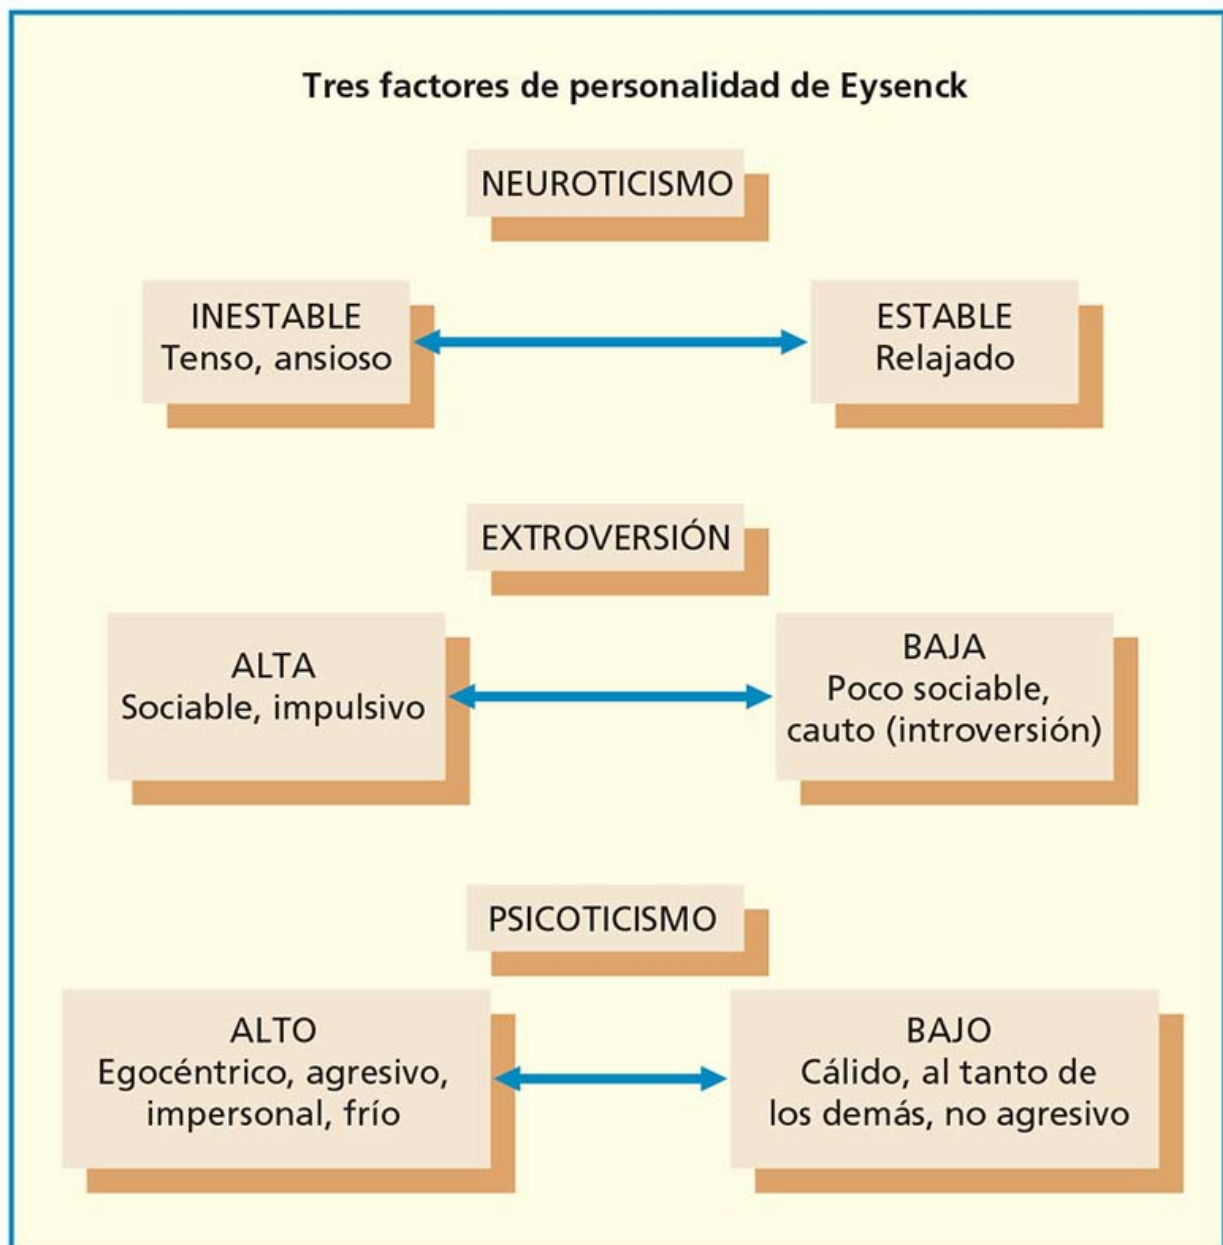 Tres factores de personalidad de Eysenck
NEUROTICISMO
INESTABLE
Tenso, ansioso
ESTABLE
Relajado
EXTROVERSIÓN
ALTA
Sociable, impulsivo
BAJA
Poco sociable,
cauto (introversión)
PSICOTICISMO
ALTO
Egocéntrico, agresivo,
impersonal, frío
BAJO
Cálido, al tanto de
los demás, no agresivo